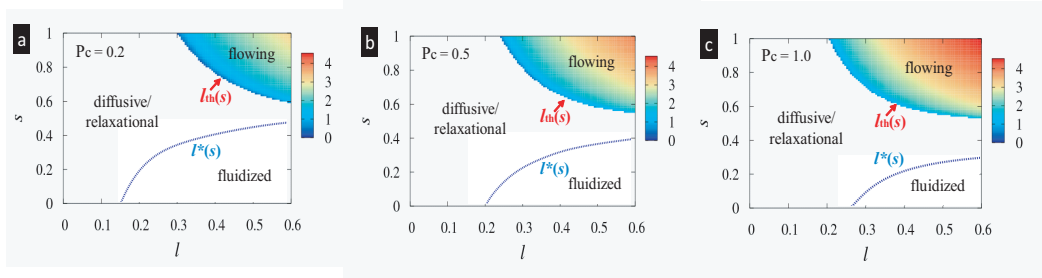 a
Pc = 0.2
flowing
lth(s)
diffusive/
relaxational
l*(s)
fluidized
s
1
0.8
0.6
0.4
0.2
0
0 0.1 0.2 0.3 0.4 0.5 0.6
l
4
3
2
1
0
b
Pc = 0.5
flowing
lth(s)
diffusive/
relaxational
l*(s)
fluidized
s
1
0.8
0.6
0.4
0.2
0
0 0.1 0.2 0.3 0.4 0.5 0.6
l
4
3
2
1
0
c
Pc = 1.0
flowing
lth(s)
diffusive/
relaxational
l*(s)
fluidized
s
1
0.8
0.6
0.4
0.2
0
0 0.1 0.2 0.3 0.4 0.5 0.6
l
4
3
2
1
0